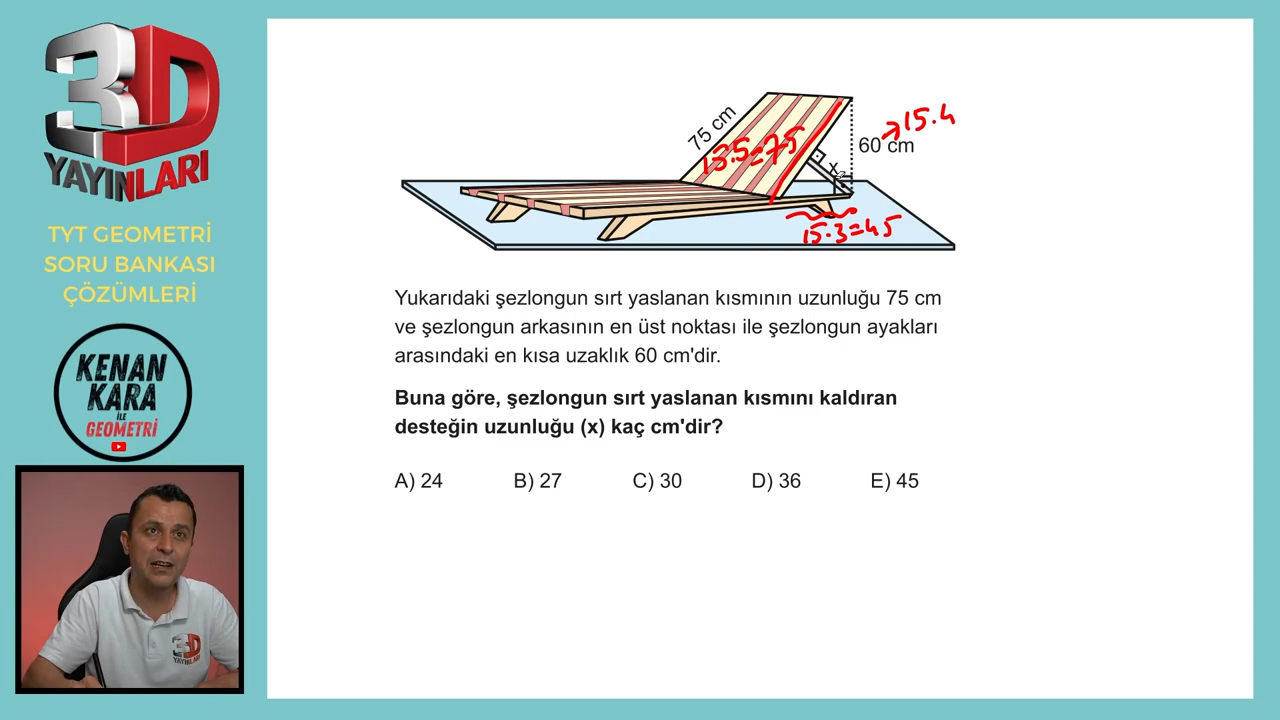 3D
YAYINLARI
TYT GEOMETRİ
SORU BANKASI
ÇÖZÜMLERİ
KENAN
KARA
İLE
GEOMETRİ
3D
YAYINLARI
75 cm
15.5=75
60 cm
15.4
x
15.3=45
Yukarıdaki şezlongun sırt yaslanan kısmının uzunluğu 75 cm
ve şezlongun arkasının en üst noktası ile şezlongun ayakları
arasındaki en kısa uzaklık 60 cm'dir.
Buna göre, şezlongun sırt yaslanan kısmını kaldıran
desteğin uzunluğu (x) kaç cm'dir?
A) 24 B) 27 C) 30 D) 36 E) 45